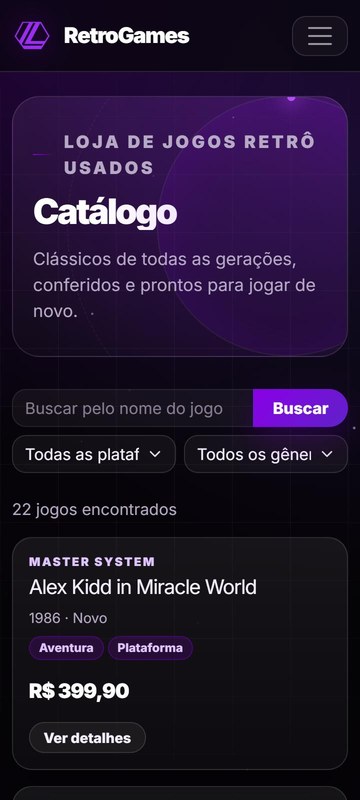 RetroGames
LOJA DE JOGOS RETRÔ
USADOS
Catálogo
Clássicos de todas as gerações,
conferidos e prontos para jogar de
novo.
Buscar pelo nome do jogo
Buscar
Todas as plataf
Todos os gêner
22 jogos encontrados
MASTER SYSTEM
Alex Kidd in Miracle World
1986 · Novo
Aventura
Plataforma
R$ 399,90
Ver detalhes